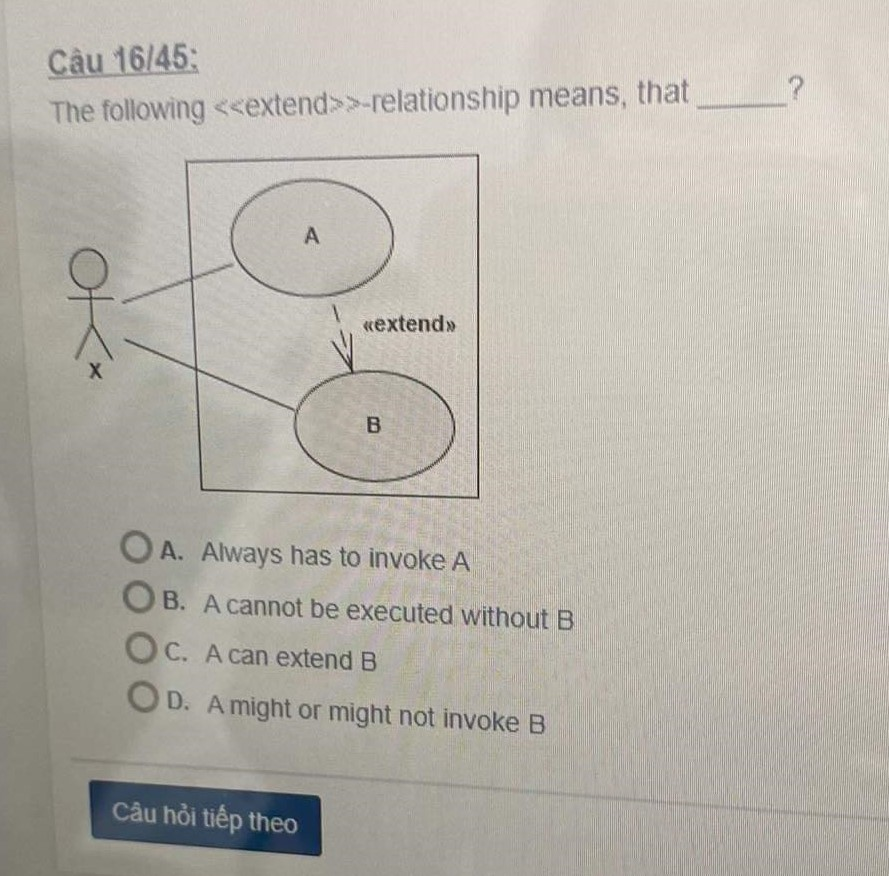 Câu 16/45:
The following <<extend>>-relationship means, that ______?
A
«extend»
X
B
A. Always has to invoke A
B. A cannot be executed without B
C. A can extend B
D. A might or might not invoke B
Câu hỏi tiếp theo